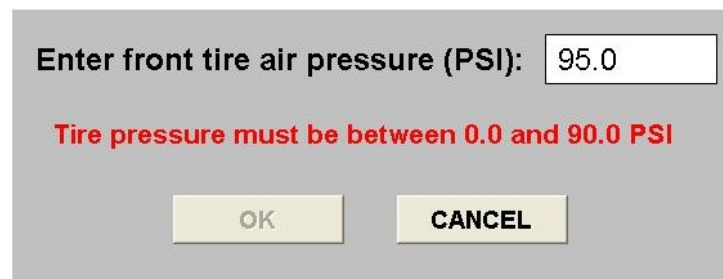 Enter front tire air pressure (PSI): 95.0
Tire pressure must be between 0.0 and 90.0 PSI
OK CANCEL